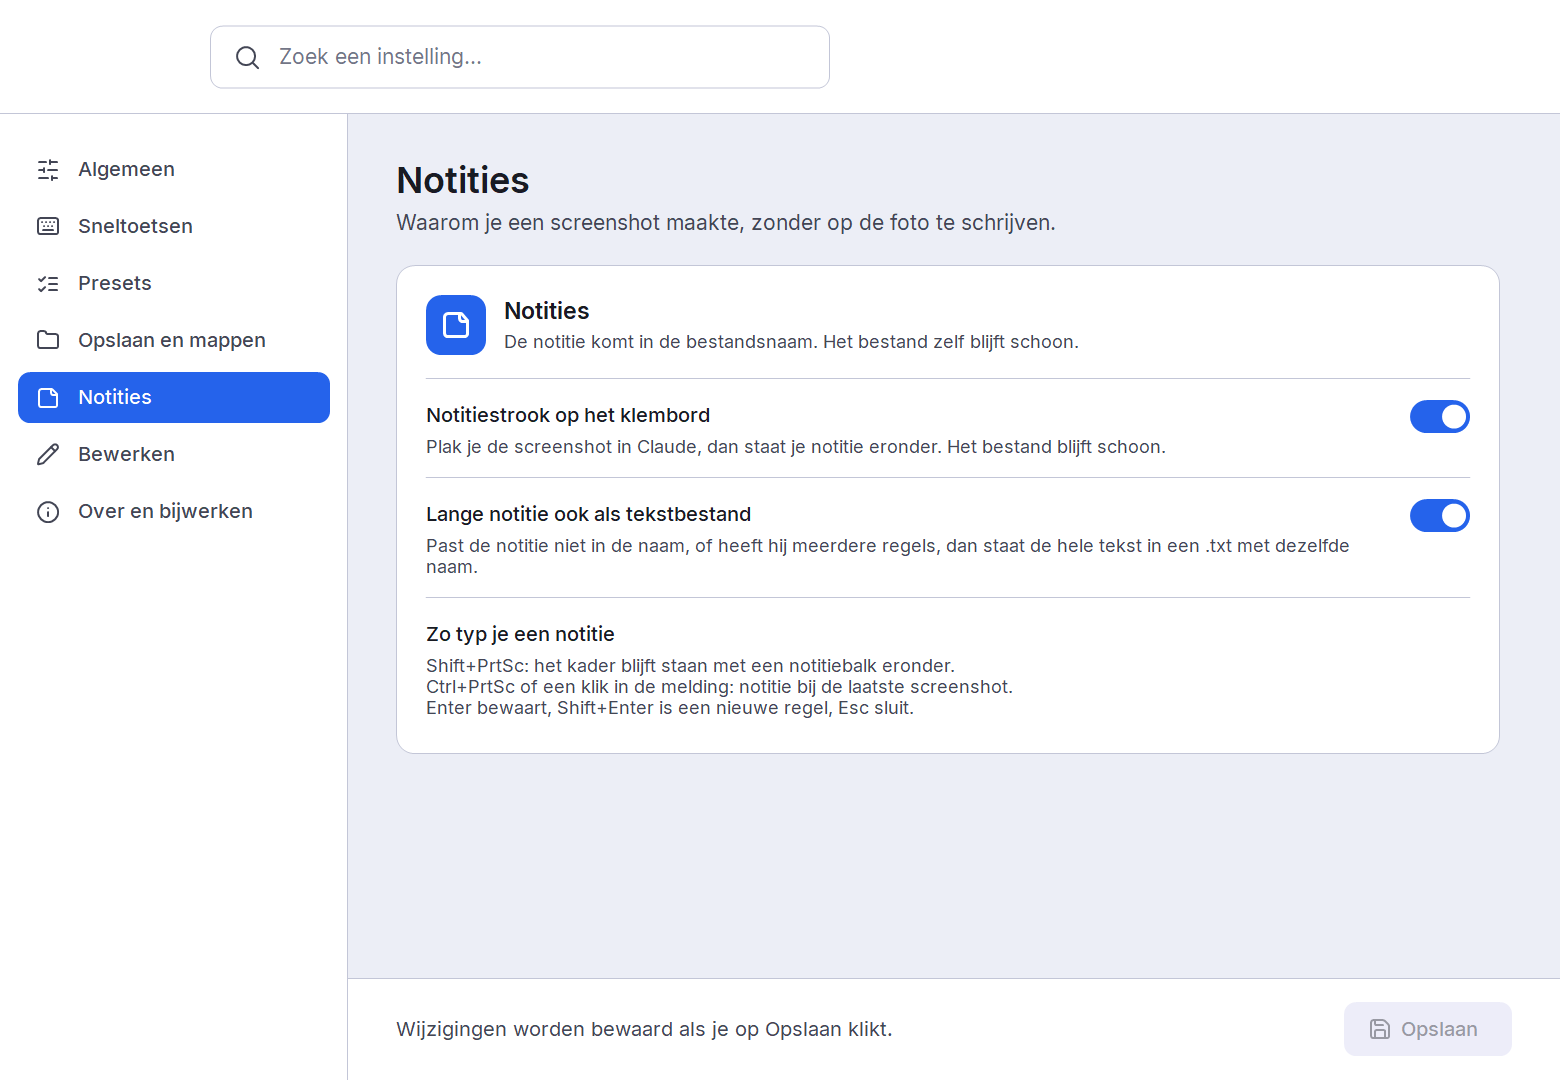 Zoek een instelling...
Algemeen
Sneltoetsen
Presets
Opslaan en mappen
Notities
Bewerken
Over en bijwerken
Notities
Waarom je een screenshot maakte, zonder op de foto te schrijven.
Notities
De notitie komt in de bestandsnaam. Het bestand zelf blijft schoon.
Notitiestrook op het klembord
Plak je de screenshot in Claude, dan staat je notitie eronder. Het bestand blijft schoon.
Lange notitie ook als tekstbestand
Past de notitie niet in de naam, of heeft hij meerdere regels, dan staat de hele tekst in een .txt met dezelfde
naam.
Zo typ je een notitie
Shift+PrtSc: het kader blijft staan met een notitiebalk eronder.
Ctrl+PrtSc of een klik in de melding: notitie bij de laatste screenshot.
Enter bewaart, Shift+Enter is een nieuwe regel, Esc sluit.
Wijzigingen worden bewaard als je op Opslaan klikt.
Opslaan